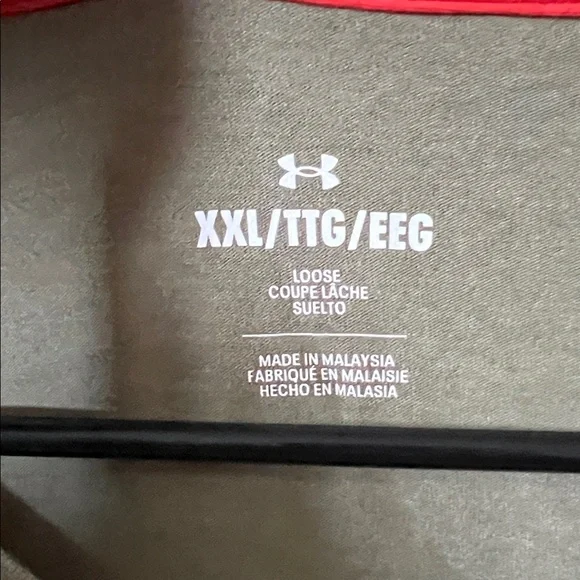 XXL/TTG/EEG
LOOSE
COUPE LÂCHE
SUELTO
MADE IN MALAYSIA
FABRIQUÉ EN MALAISIE
HECHO EN MALASIA